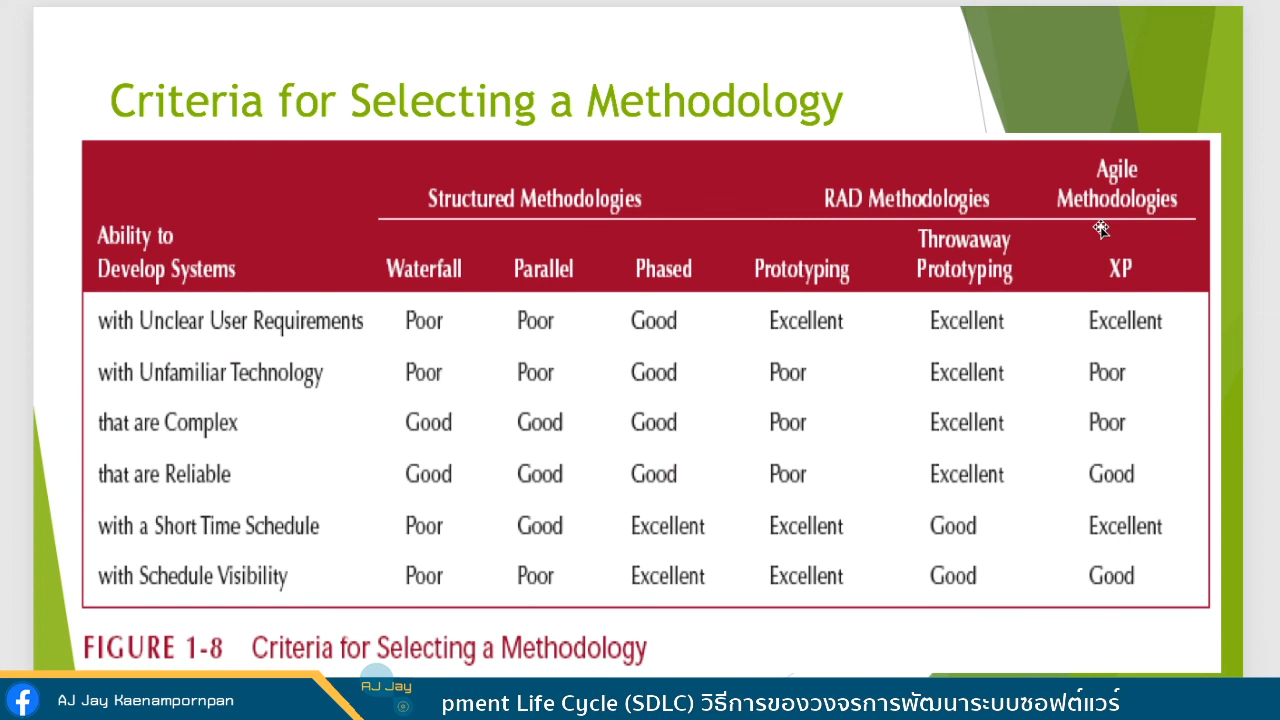 Criteria for Selecting a Methodology
Structured Methodologies RAD Methodologies Agile Methodologies
Ability to Develop Systems Waterfall Parallel Phased Prototyping Throwaway Prototyping XP
with Unclear User Requirements Poor Poor Good Excellent Excellent Excellent
with Unfamiliar Technology Poor Poor Good Poor Excellent Poor
that are Complex Good Good Good Poor Excellent Poor
that are Reliable Good Good Good Poor Excellent Good
with a Short Time Schedule Poor Good Excellent Excellent Good Excellent
with Schedule Visibility Poor Poor Excellent Excellent Good Good
FIGURE 1-8 Criteria for Selecting a Methodology
AJ Jay Kaenampornpan
AJ Jay
pment Life Cycle (SDLC) วิธีการของวงจรการพัฒนาระบบซอฟต์แวร์